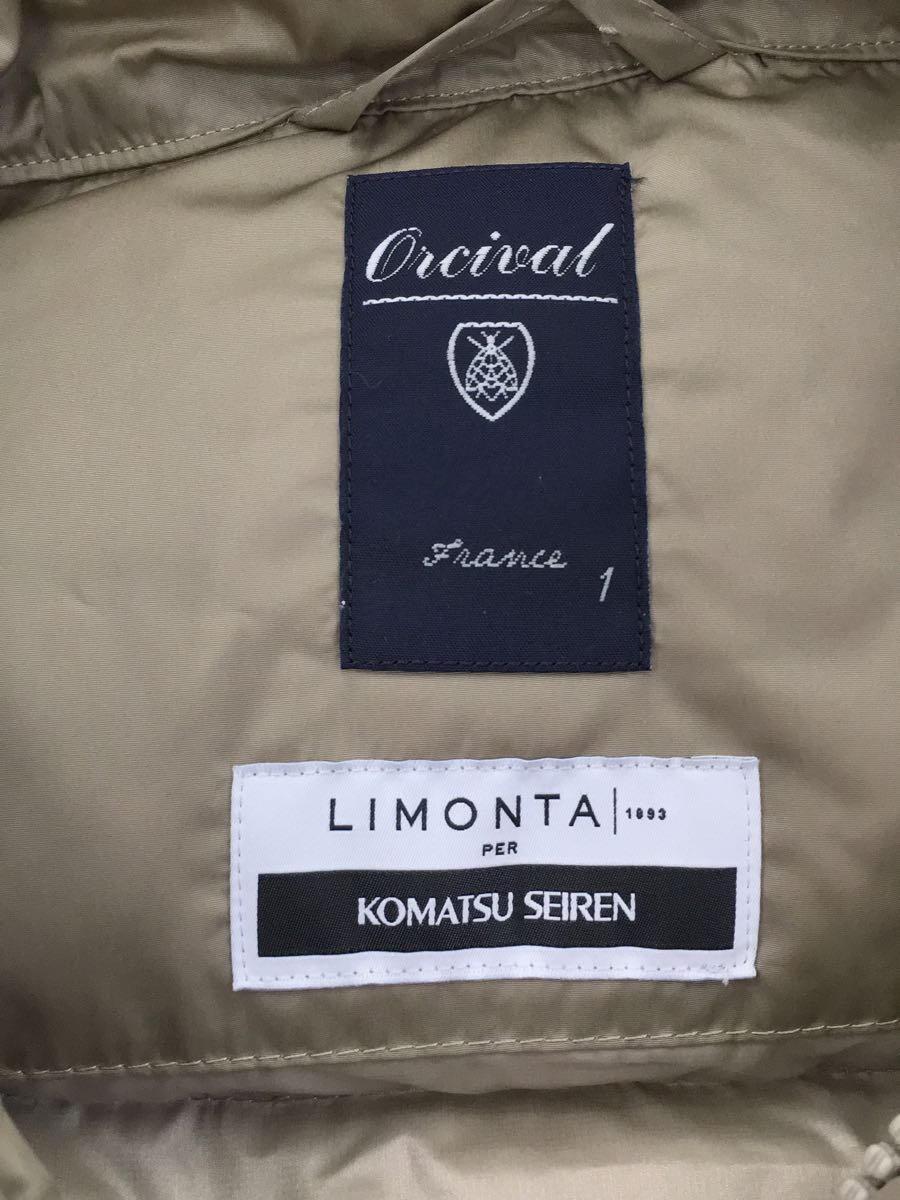 Orcival
France
1
LIMONTA 1893
PER
KOMATSU SEIREN